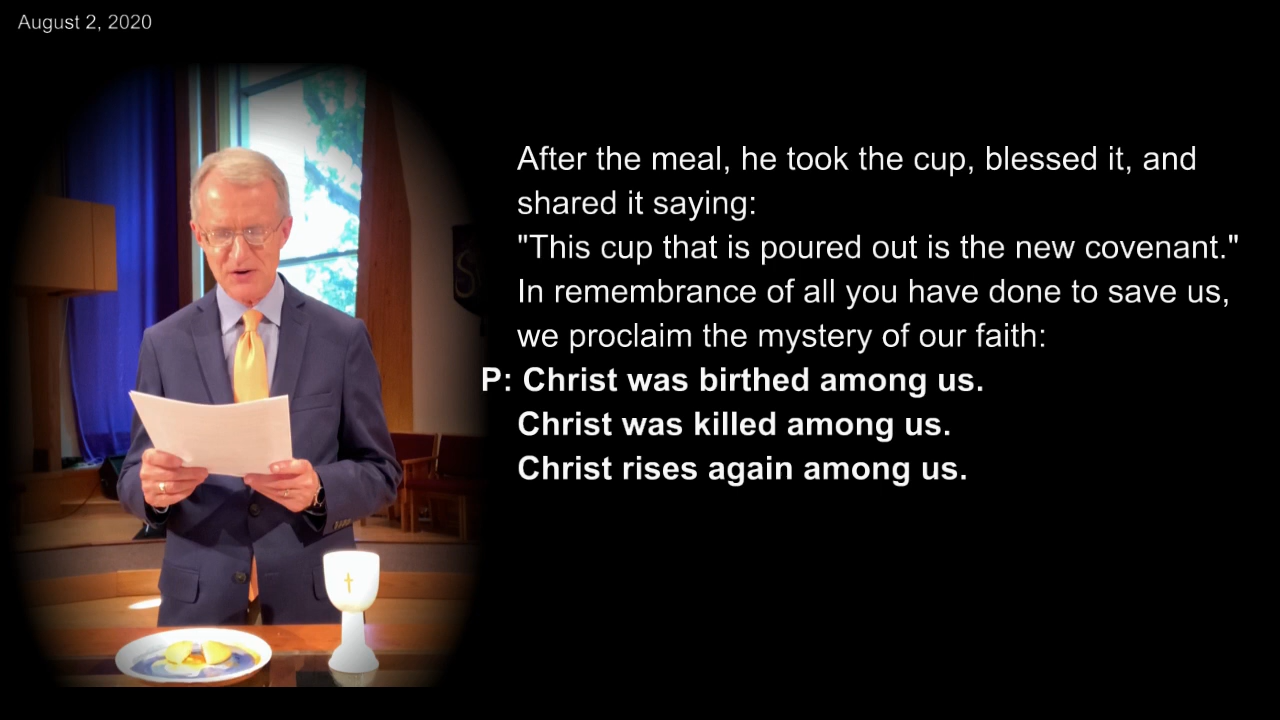 August 2, 2020
After the meal, he took the cup, blessed it, and
shared it saying:
"This cup that is poured out is the new covenant."
In remembrance of all you have done to save us,
we proclaim the mystery of our faith:
P: Christ was birthed among us.
Christ was killed among us.
Christ rises again among us.